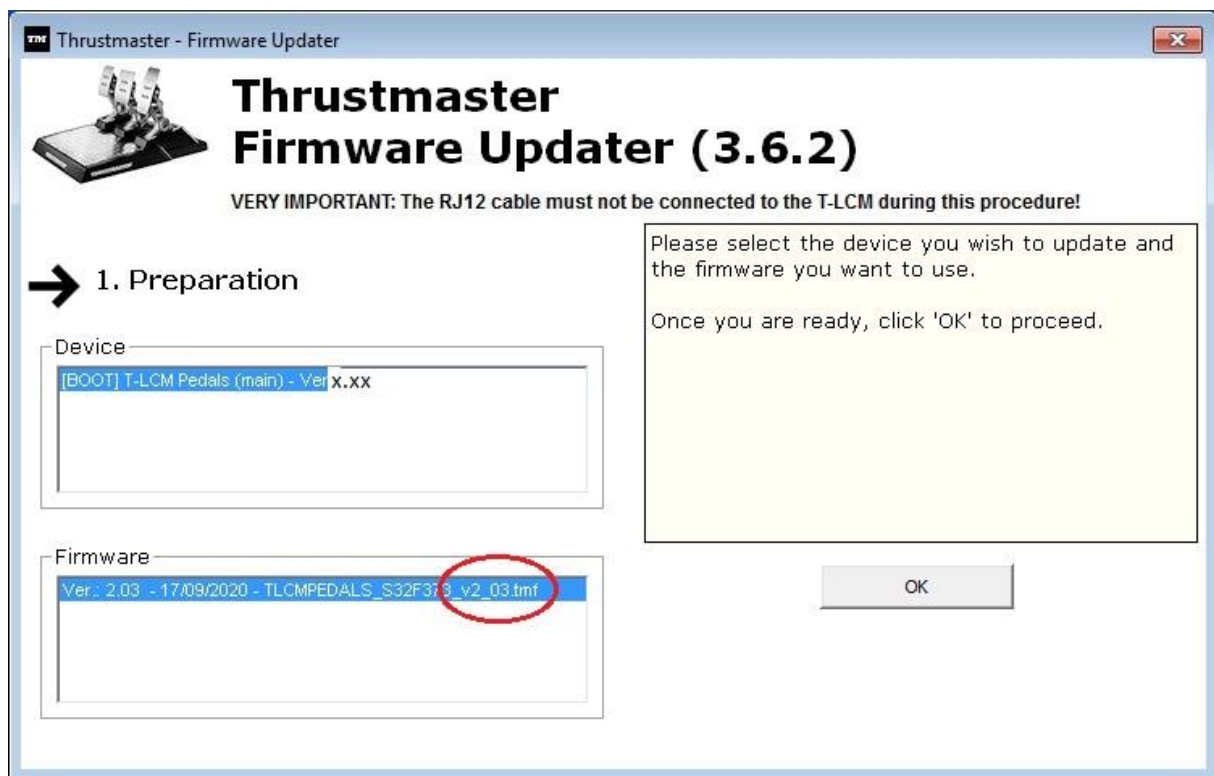 TM Thrustmaster - Firmware Updater
Thrustmaster
Firmware Updater (3.6.2)
VERY IMPORTANT: The RJ12 cable must not be connected to the T-LCM during this procedure!
1. Preparation
Device
[BOOT] T-LCM Pedals (main) - Ver x.xx
Firmware
Ver.: 2.03 - 17/09/2020 - TLCMPEDALS_S32F373_v2_03.tmf
Please select the device you wish to update and
the firmware you want to use.
Once you are ready, click 'OK' to proceed.
OK